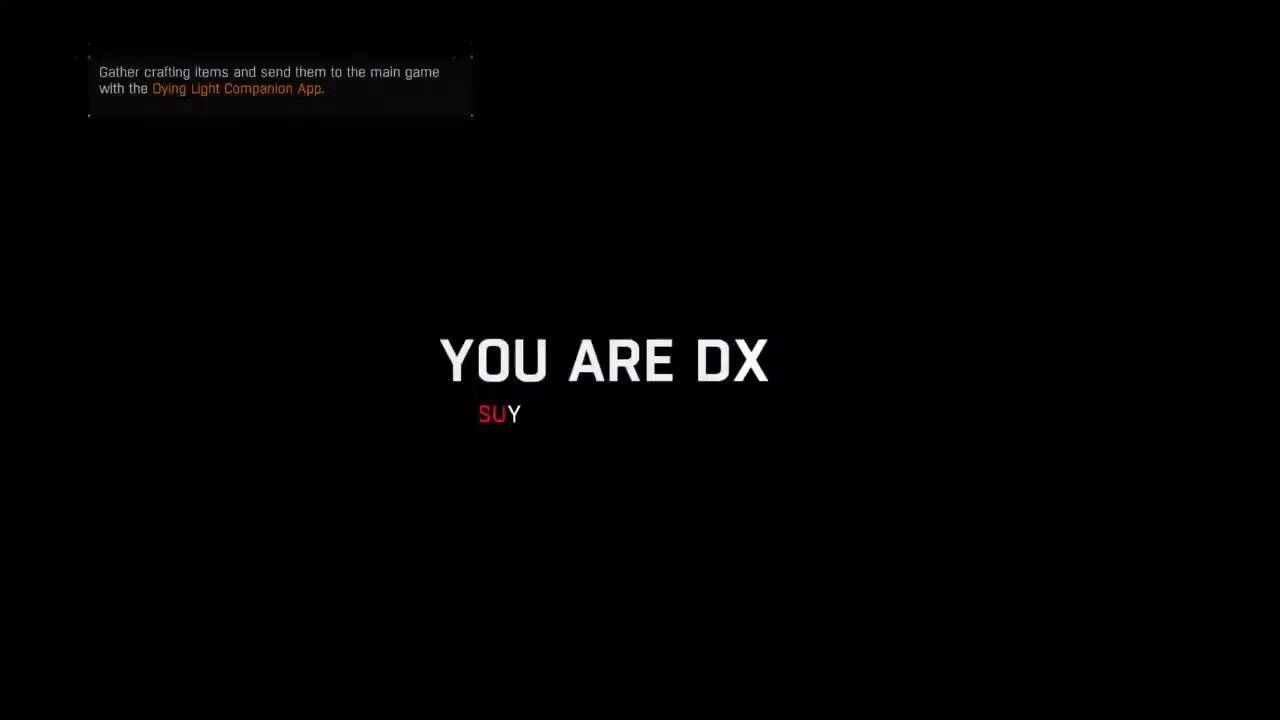 Gather crafting items and send them to the main game
with the Dying Light Companion App.
YOU ARE DX
SUY